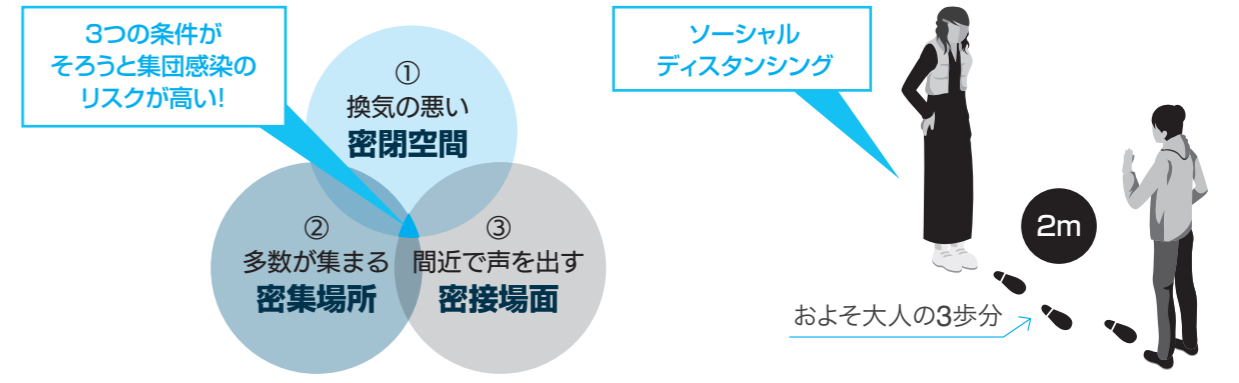 3つの条件が
そろうと集団感染の
リスクが高い!
①
換気の悪い
密閉空間
②
多数が集まる
密集場所
③
間近で声を出す
密接場面
ソーシャル
ディスタンシング
2m
およそ大人の3歩分